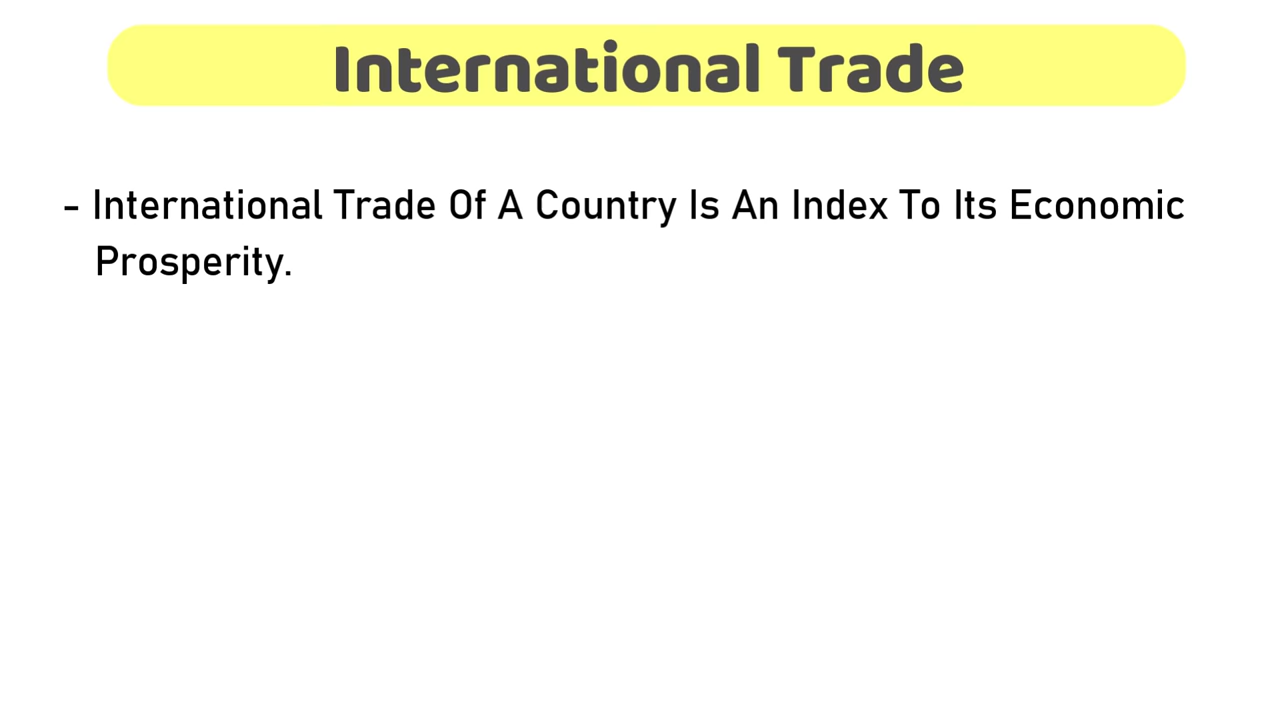 International Trade
- International Trade Of A Country Is An Index To Its Economic
Prosperity.